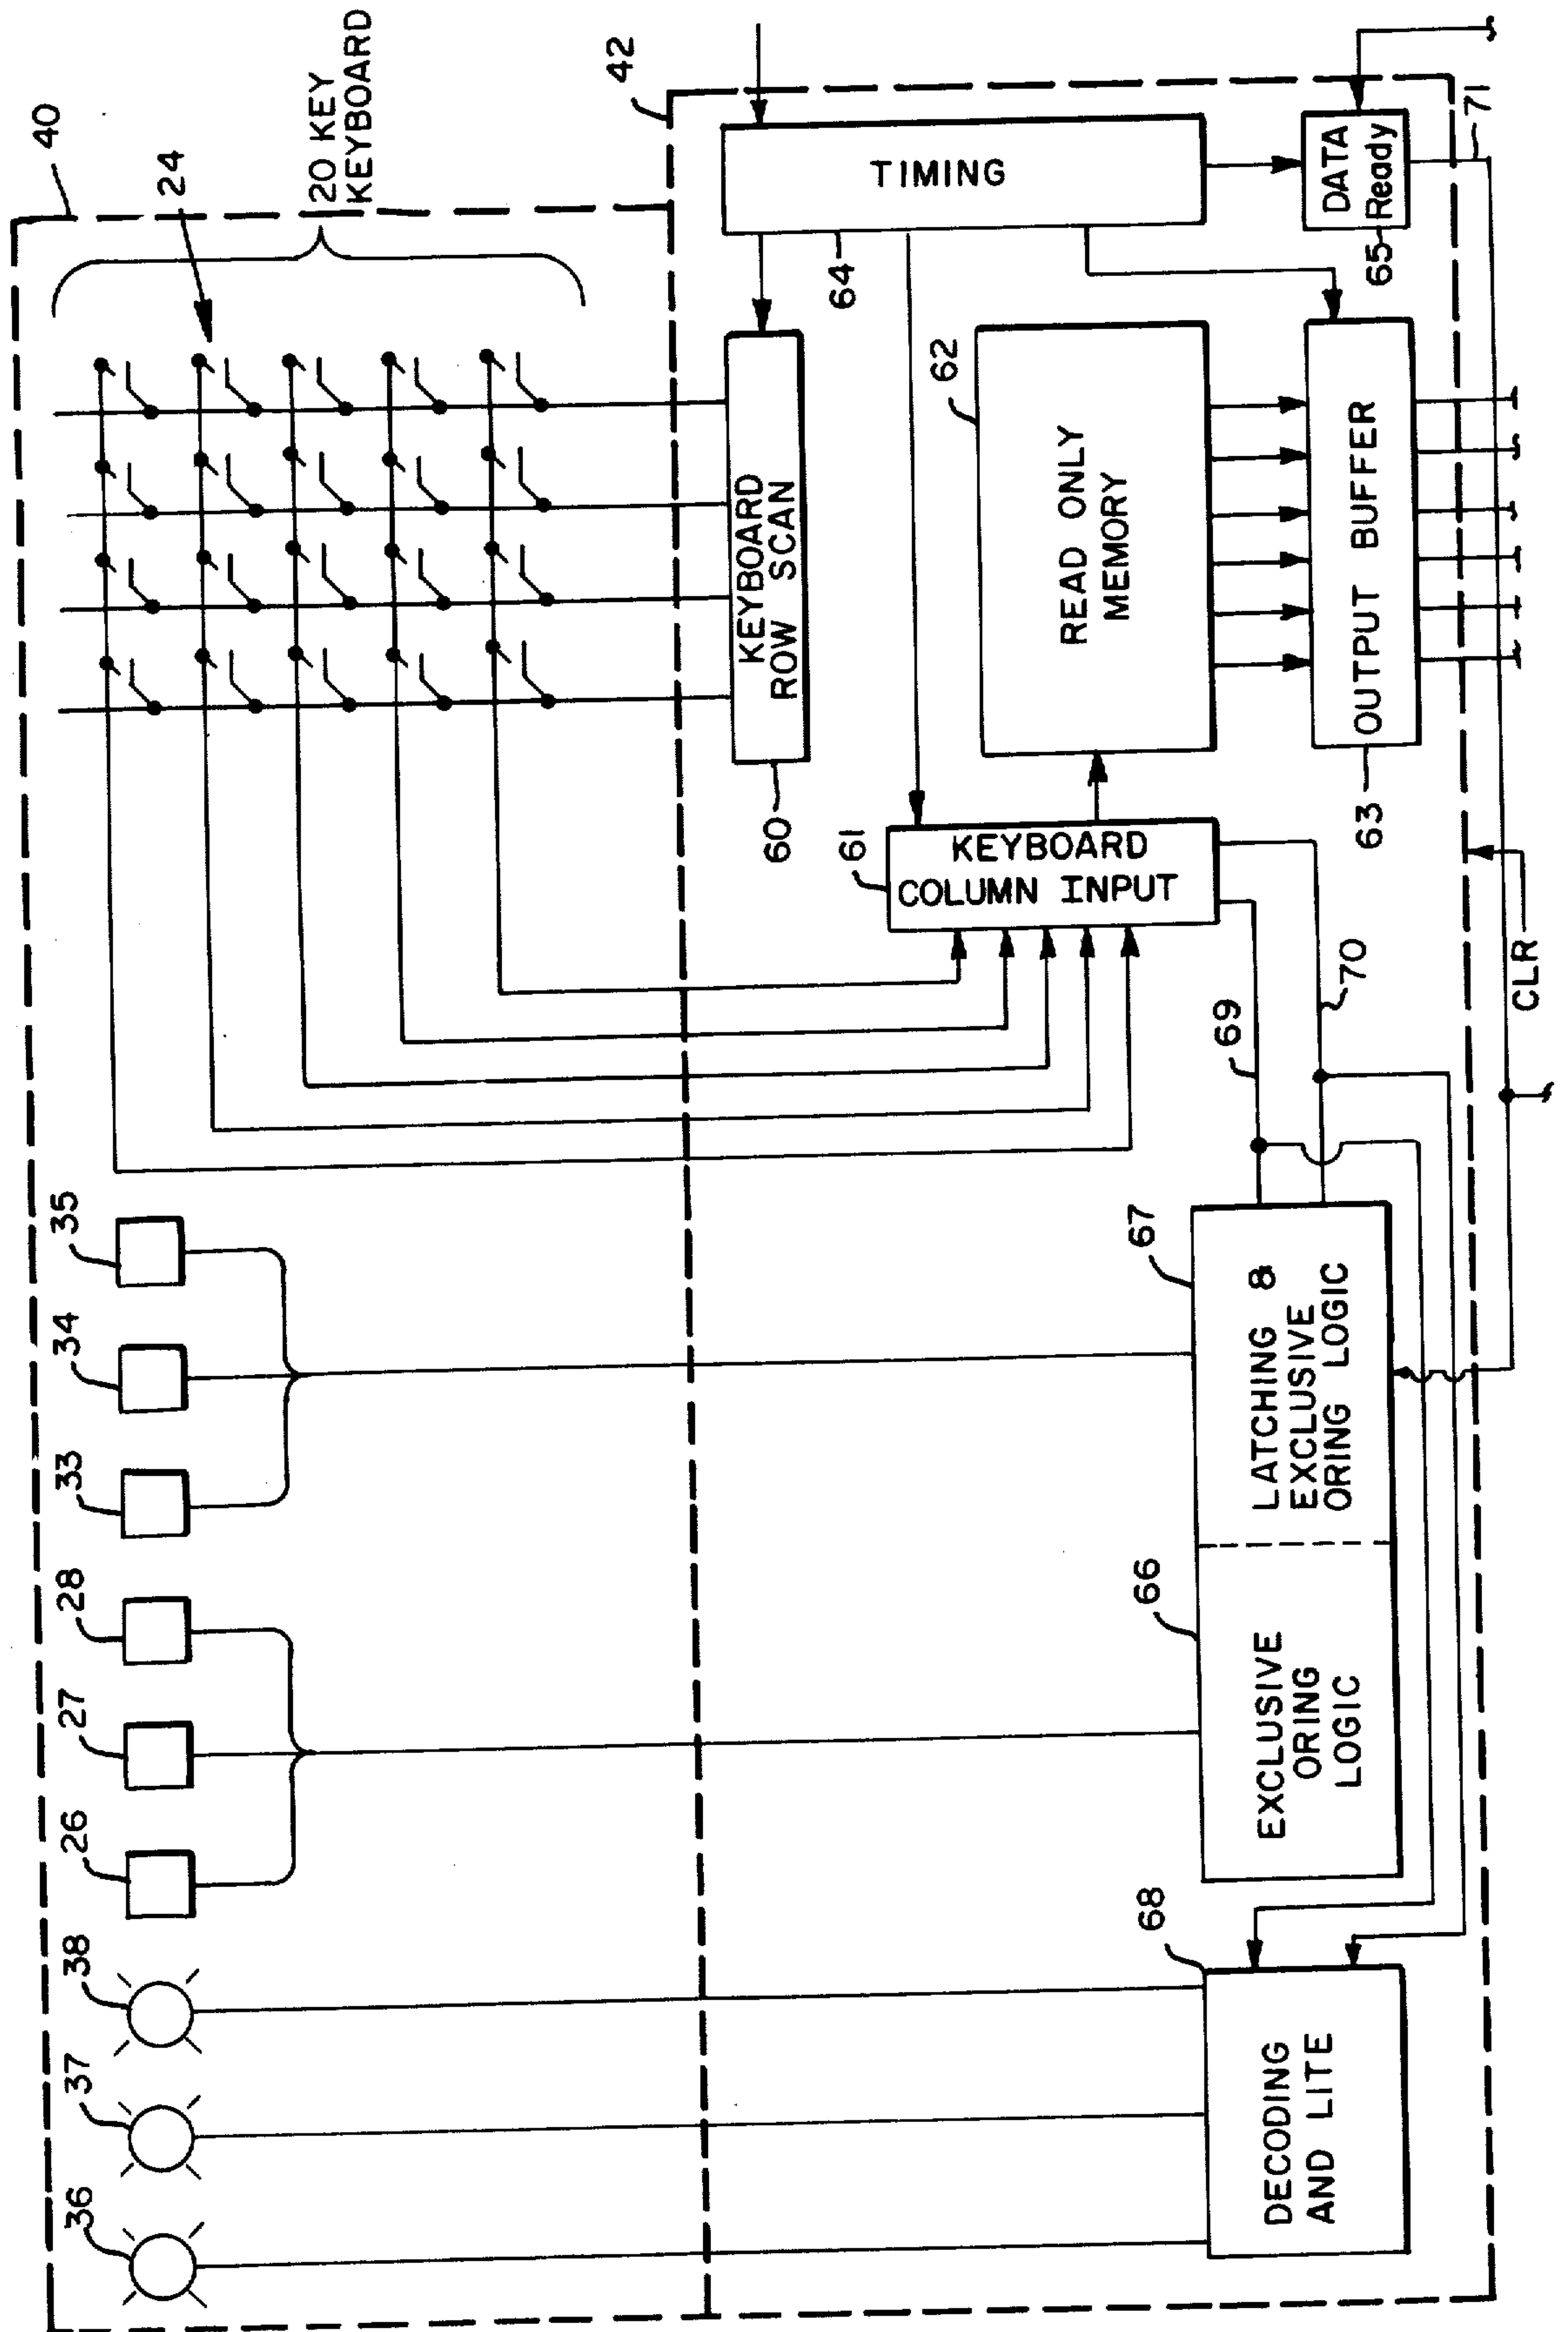 36
37
38
26
27
28
33
34
35
40
24
20 KEY
KEYBOARD
42
68
DECODING
AND LITE
66
EXCLUSIVE
ORING
LOGIC
67
LATCHING &
EXCLUSIVE
ORING LOGIC
69
70
61
KEYBOARD
COLUMN INPUT
60
KEYBOARD
ROW SCAN
62
READ ONLY
MEMORY
64
TIMING
63
OUTPUT BUFFER
65
DATA
Ready
71
CLR